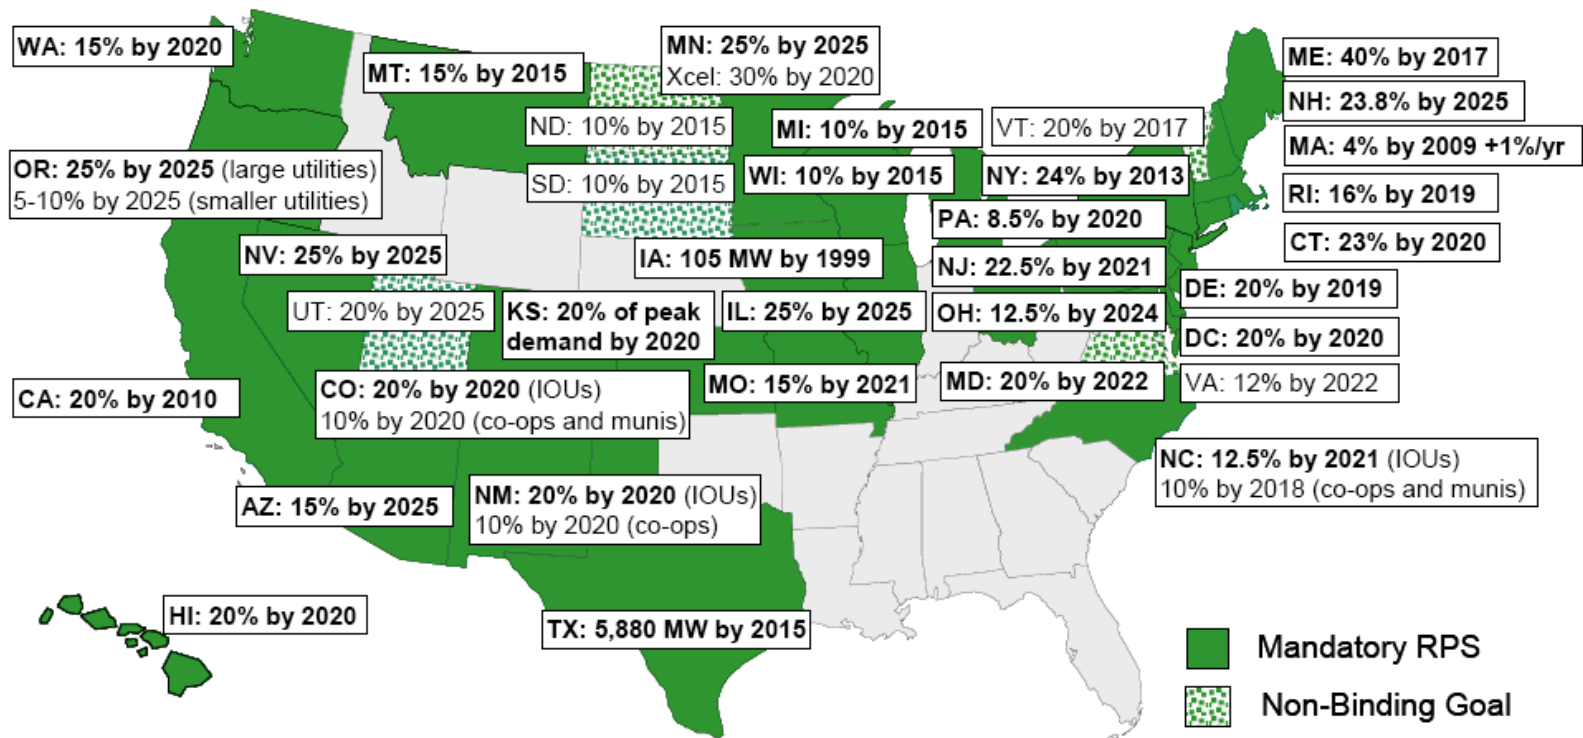 WA: 15% by 2020
MT: 15% by 2015
MN: 25% by 2025
Xcel: 30% by 2020
ME: 40% by 2017
NH: 23.8% by 2025
ND: 10% by 2015
MI: 10% by 2015
VT: 20% by 2017
MA: 4% by 2009 +1%/yr
OR: 25% by 2025 (large utilities)
5-10% by 2025 (smaller utilities)
SD: 10% by 2015
WI: 10% by 2015
NY: 24% by 2013
RI: 16% by 2019
PA: 8.5% by 2020
CT: 23% by 2020
NV: 25% by 2025
IA: 105 MW by 1999
NJ: 22.5% by 2021
DE: 20% by 2019
UT: 20% by 2025
KS: 20% of peak
demand by 2020
IL: 25% by 2025
OH: 12.5% by 2024
DC: 20% by 2020
CA: 20% by 2010
CO: 20% by 2020 (IOUs)
10% by 2020 (co-ops and munis)
MO: 15% by 2021
MD: 20% by 2022
VA: 12% by 2022
AZ: 15% by 2025
NM: 20% by 2020 (IOUs)
10% by 2020 (co-ops)
NC: 12.5% by 2021 (IOUs)
10% by 2018 (co-ops and munis)
HI: 20% by 2020
TX: 5,880 MW by 2015
Mandatory RPS
Non-Binding Goal